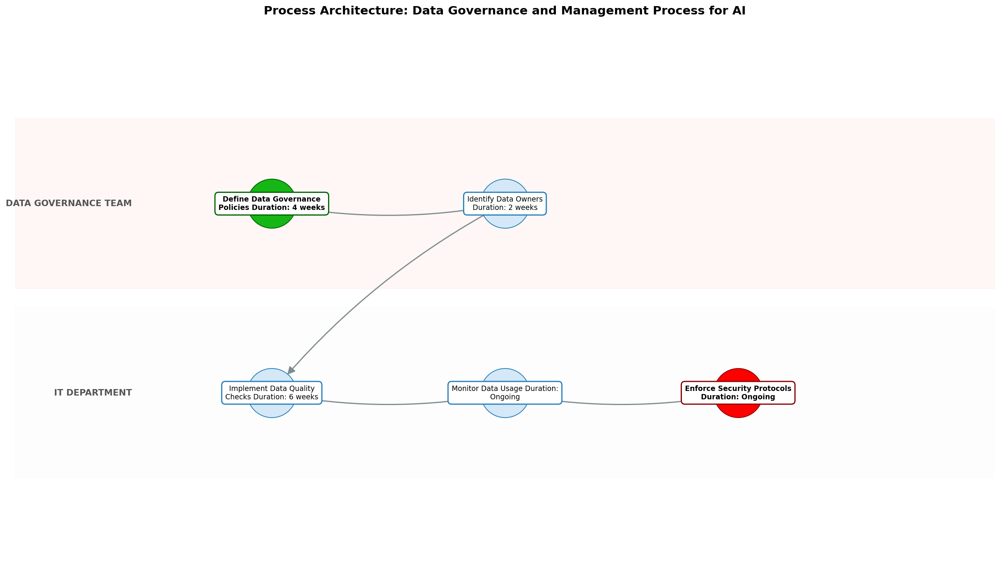 Process Architecture: Data Governance and Management Process for AI
DATA GOVERNANCE TEAM
Define Data Governance
Policies Duration: 4 weeks
Identify Data Owners
Duration: 2 weeks
IT DEPARTMENT
Implement Data Quality
Checks Duration: 6 weeks
Monitor Data Usage Duration:
Ongoing
Enforce Security Protocols
Duration: Ongoing